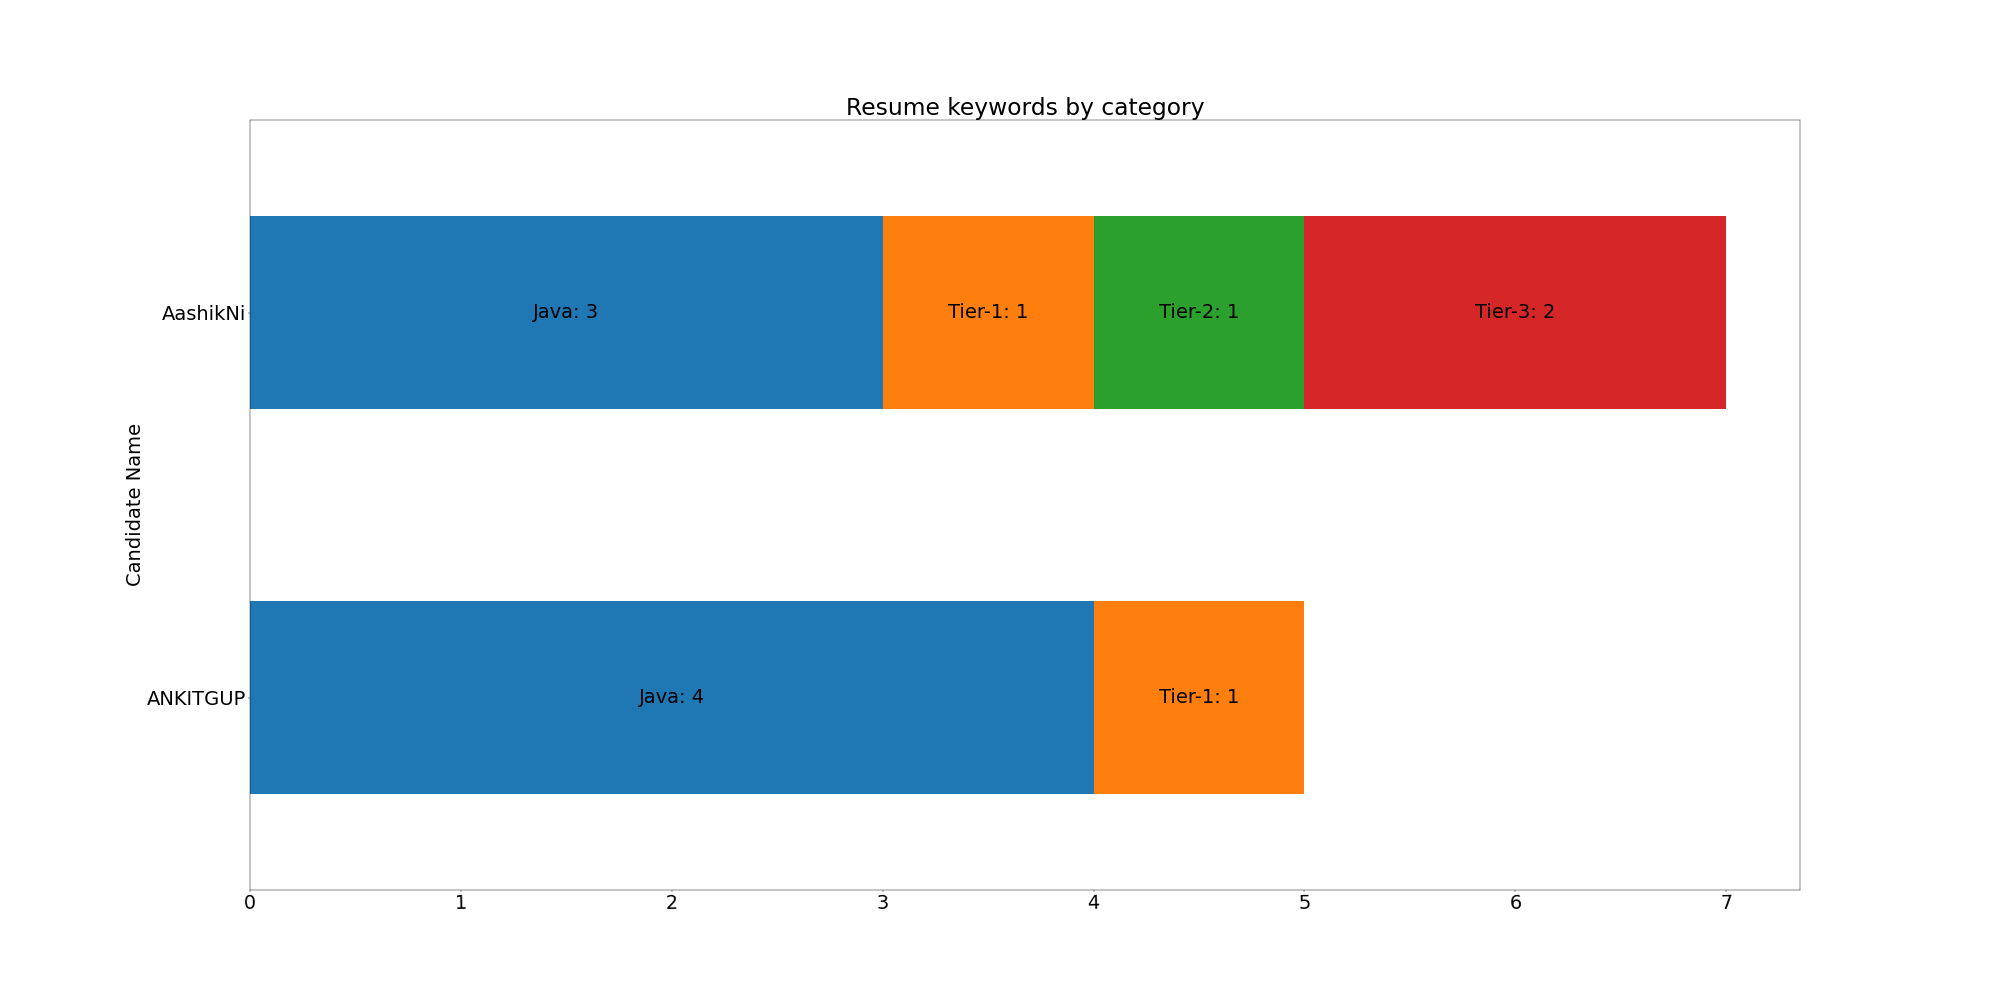 Resume keywords by category
AashikNi
Java: 3
Tier-1: 1
Tier-2: 1
Tier-3: 2
Candidate Name
ANKITGUP
Java: 4
Tier-1: 1
0 1 2 3 4 5 6 7